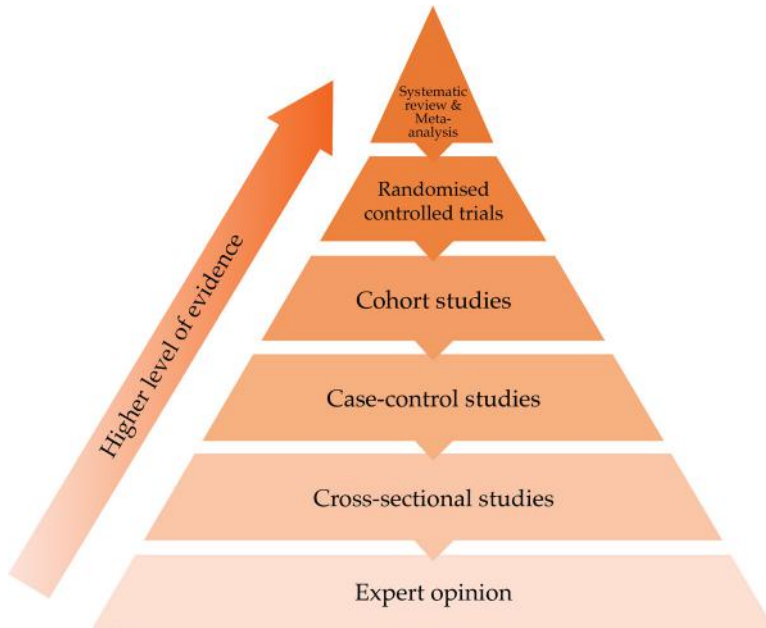 Systematic
review &
Meta-
analysis
Randomised
controlled trials
Cohort studies
Case-control studies
Cross-sectional studies
Expert opinion
Higher level of evidence